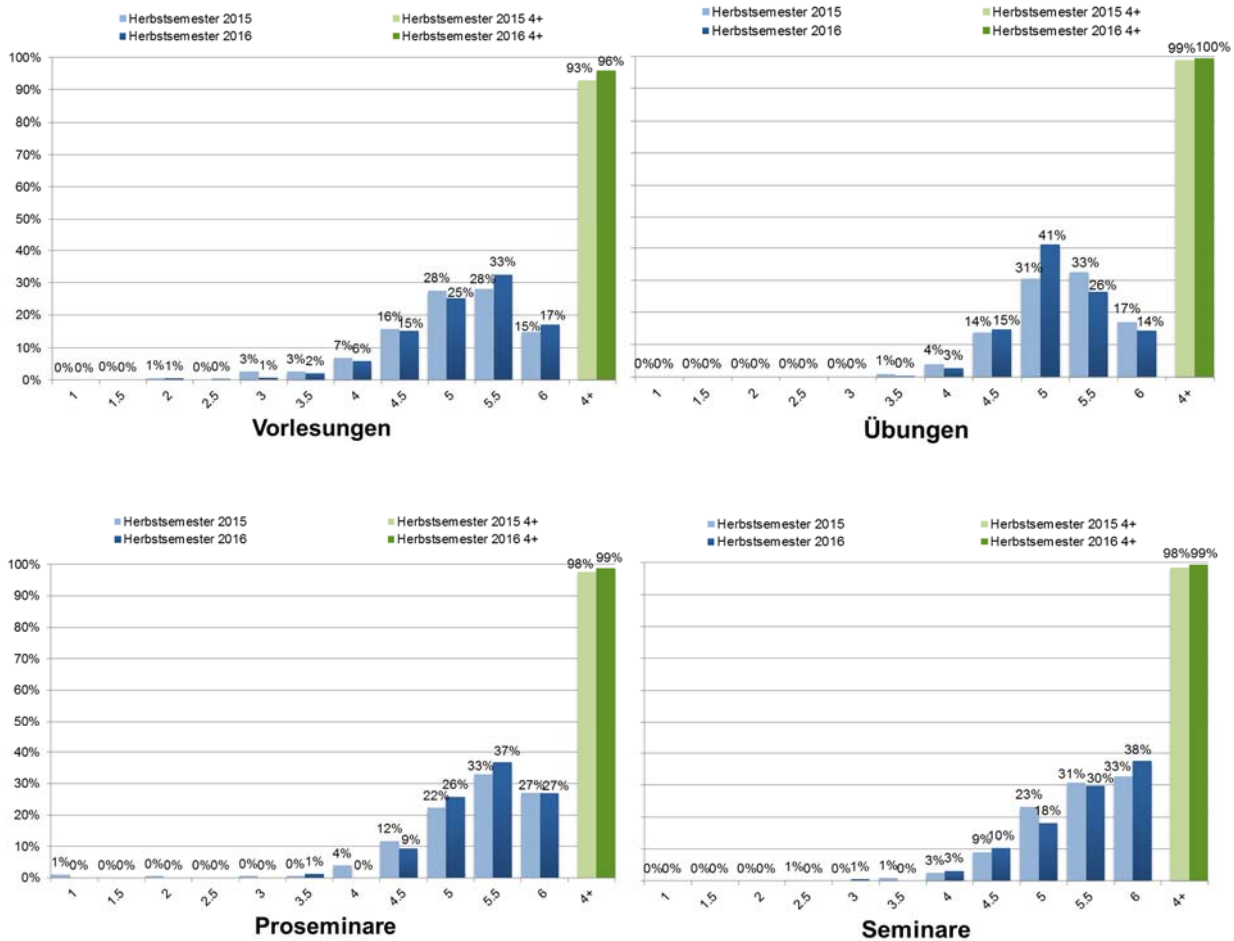 Herbstsemester 2015 Herbstsemester 2015 4+
Herbstsemester 2016 Herbstsemester 2016 4+
100%
90%
80%
70%
60%
50%
40%
30%
20%
10%
0%
0% 0% 0% 0% 1% 1% 0% 0% 3% 1% 3% 2% 7% 6% 16% 15% 28% 25% 28% 33% 15% 17% 93% 96%
1 1.5 2 2.5 3 3.5 4 4.5 5 5.5 6 4+
Vorlesungen
Herbstsemester 2015 Herbstsemester 2015 4+
Herbstsemester 2016 Herbstsemester 2016 4+
0% 0% 0% 0% 0% 0% 0% 0% 0% 0% 1% 0% 4% 3% 14% 15% 31% 41% 33% 26% 17% 14% 99% 100%
1 1.5 2 2.5 3 3.5 4 4.5 5 5.5 6 4+
Übungen
Herbstsemester 2015 Herbstsemester 2015 4+
Herbstsemester 2016 Herbstsemester 2016 4+
100%
90%
80%
70%
60%
50%
40%
30%
20%
10%
0%
1% 0% 0% 0% 0% 0% 0% 0% 0% 0% 0% 1% 4% 0% 12% 9% 22% 26% 33% 37% 27% 27% 98% 99%
1 1.5 2 2.5 3 3.5 4 4.5 5 5.5 6 4+
Proseminare
Herbstsemester 2015 Herbstsemester 2015 4+
Herbstsemester 2016 Herbstsemester 2016 4+
0% 0% 0% 0% 0% 0% 1% 0% 0% 1% 1% 0% 3% 3% 9% 10% 23% 18% 31% 30% 33% 38% 98% 99%
1 1.5 2 2.5 3 3.5 4 4.5 5 5.5 6 4+
Seminare